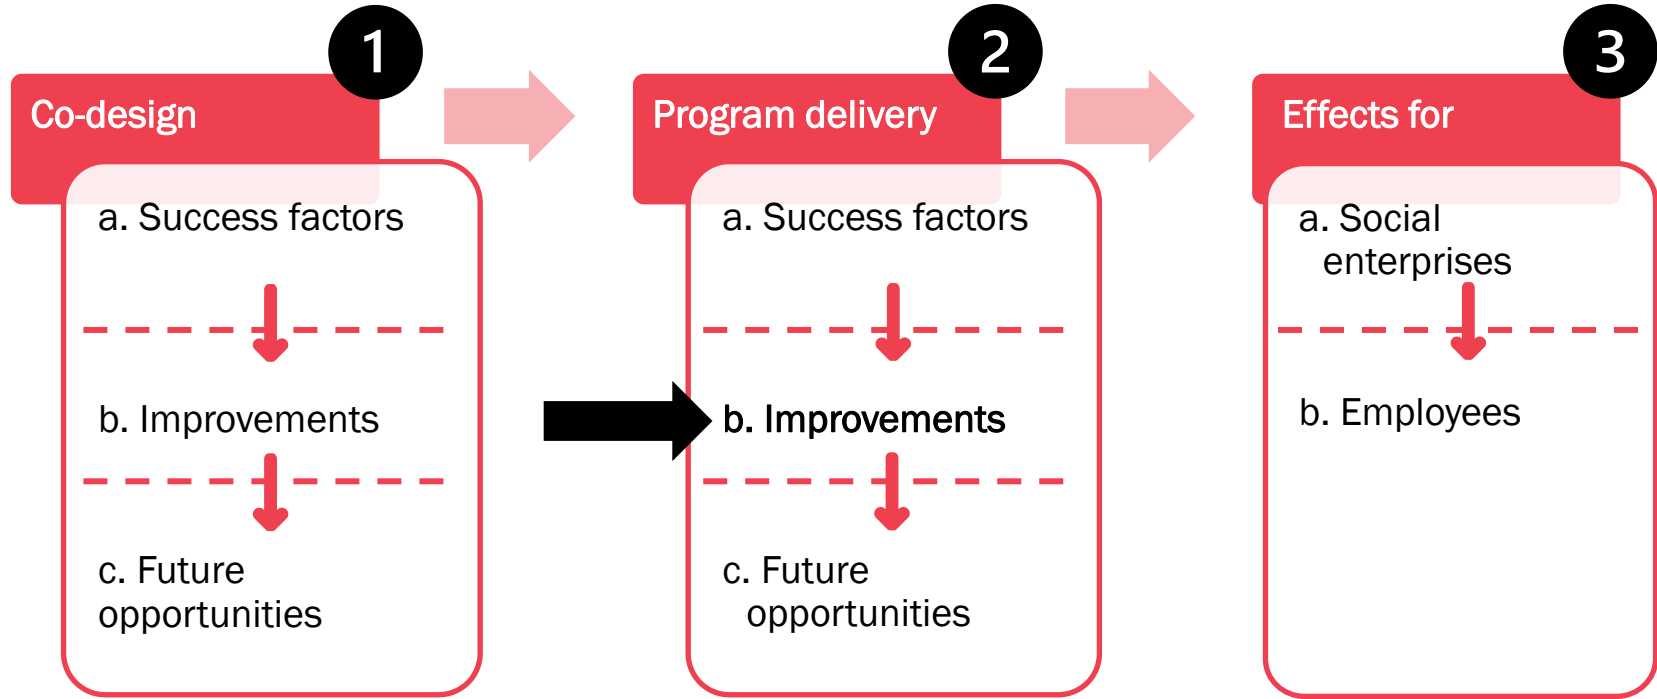 1
Co-design
a. Success factors
b. Improvements
c. Future
opportunities
2
Program delivery
a. Success factors
b. Improvements
c. Future
opportunities
3
Effects for
a. Social
enterprises
b. Employees